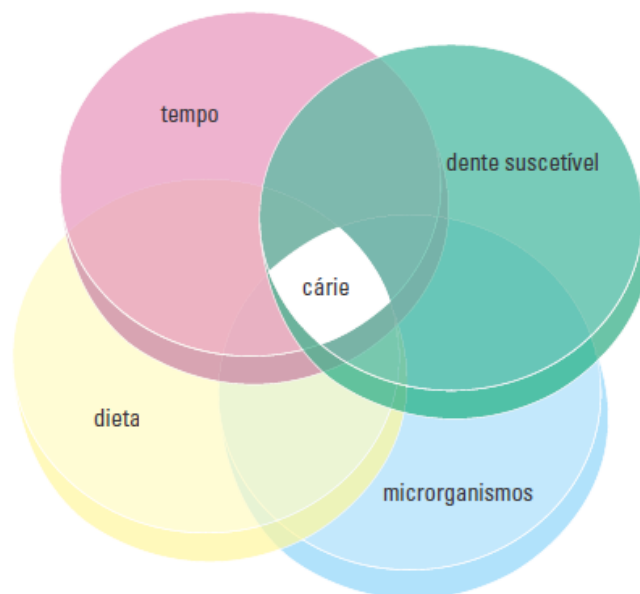 tempo
dente suscetível
cárie
dieta
microrganismos